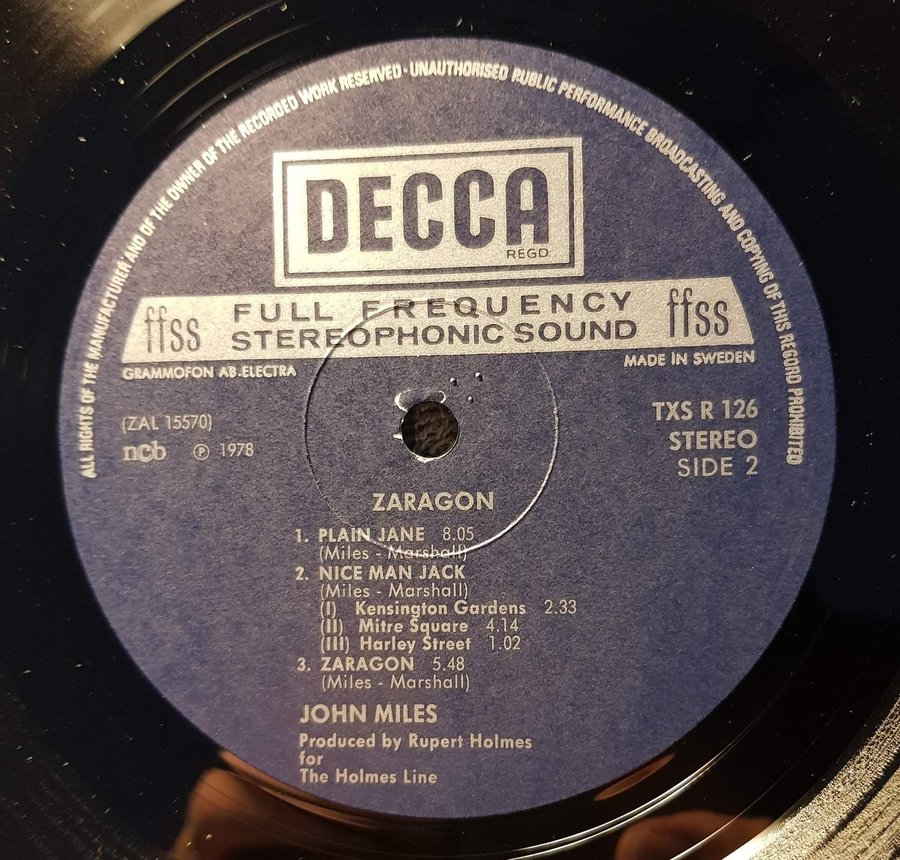 ALL RIGHTS OF THE MANUFACTURER AND OF THE OWNER OF THE RECORDED WORK RESERVED · UNAUTHORISED PUBLIC PERFORMANCE BROADCASTING AND COPYING OF THIS RECORD PROHIBITED
DECCA
REGD
ffss FULL FREQUENCY STEREOPHONIC SOUND ffss
GRAMMOFON AB.ELECTRA
MADE IN SWEDEN
(ZAL 15570)
ncb ℗ 1978
TXS R 126
STEREO
SIDE 2
ZARAGON
1. PLAIN JANE 8.05
(Miles - Marshall)
2. NICE MAN JACK
(Miles - Marshall)
(I) Kensington Gardens 2.33
(II) Mitre Square 4.14
(III) Harley Street 1.02
3. ZARAGON 5.48
(Miles - Marshall)
JOHN MILES
Produced by Rupert Holmes
for
The Holmes Line